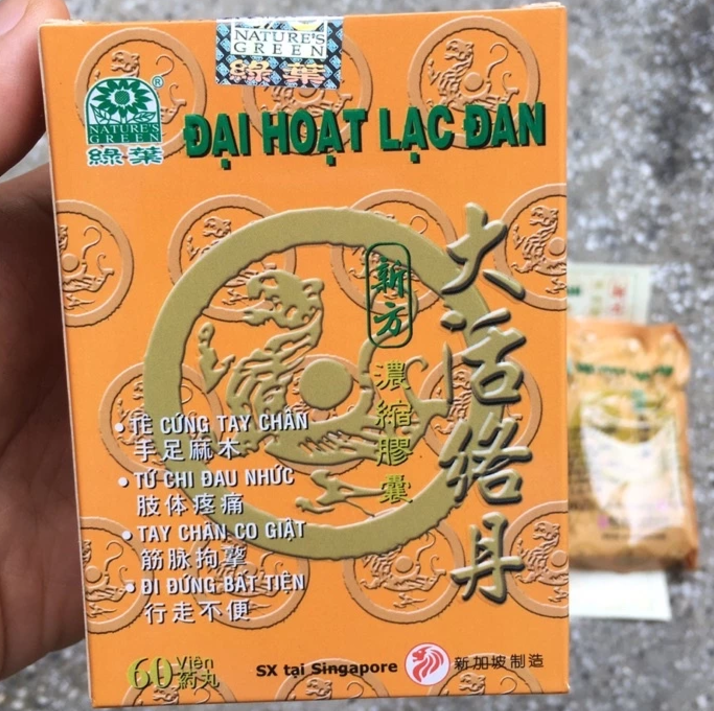 NATURE'S
GREEN
綠葉
NATURE'S
GREEN
綠葉
ĐẠI HOẠT LẠC ĐAN
大活络丹
新方
濃縮膠囊
• TÊ CỨNG TAY CHÂN
手足麻木
• TỨ CHI ĐAU NHỨC
肢体疼痛
• TAY CHÂN CO GIẬT
筋脉拘挛
• ĐI ĐỨNG BẤT TIỆN
行走不便
60 Viên
葯丸
SX tại Singapore
新加坡制造